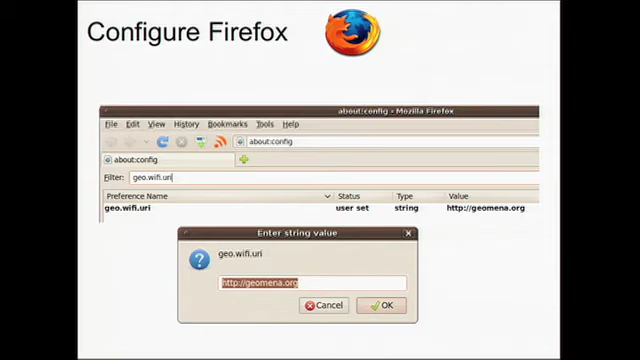 Configure Firefox
about:config - Mozilla Firefox
File Edit View History Bookmarks Tools Help
about:config
about:config
Filter: geo.wifi.uri
Preference Name Status Type Value
geo.wifi.uri user set string http://geomena.org
Enter string value
geo.wifi.uri
http://geomena.org
Cancel OK